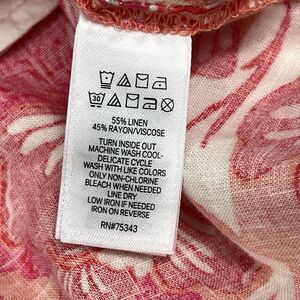 30
55% LINEN
45% RAYON/VISCOSE
TURN INSIDE OUT
MACHINE WASH COOL-
DELICATE CYCLE
WASH WITH LIKE COLORS
ONLY NON-CHLORINE
BLEACH WHEN NEEDED
LINE DRY
LOW IRON IF NEEDED
IRON ON REVERSE
RN#75343